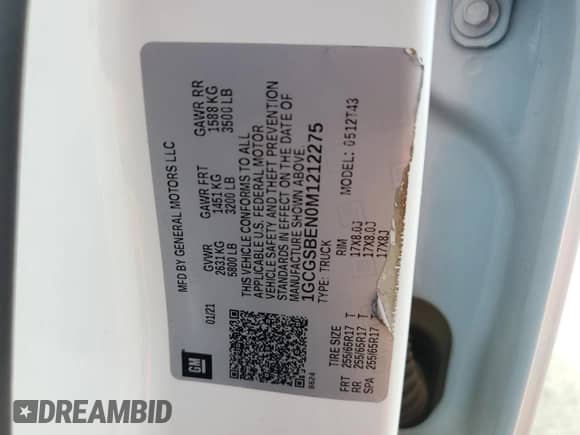 MFD BY GENERAL MOTORS LLC
01/21
GVWR
2631 KG
5800 LB
GAWR FRT
1451 KG
3200 LB
GAWR RR
1588 KG
3500 LB
THIS VEHICLE CONFORMS TO ALL
APPLICABLE U.S. FEDERAL MOTOR
VEHICLE SAFETY AND THEFT PREVENTION
STANDARDS IN EFFECT ON THE DATE OF
MANUFACTURE SHOWN ABOVE.
1GCGSBEN0M1212275
TYPE: TRUCK
MODEL: 0512T43
GM
8624
TIRE SIZE
RIM
FRT 255/65R17 T 17X8.0J
RR 255/65R17 T 17X8.0J
SPA 255/65R17 T 17X8J
DREAMBID